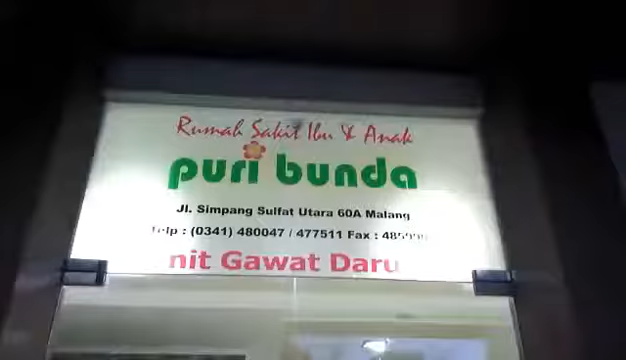 Rumah Sakit Ibu & Anak
puri bunda
Jl. Simpang Sulfat Utara 60A Malang
Telp : (0341) 480047 / 477511 Fax :
nit Gawat Daru